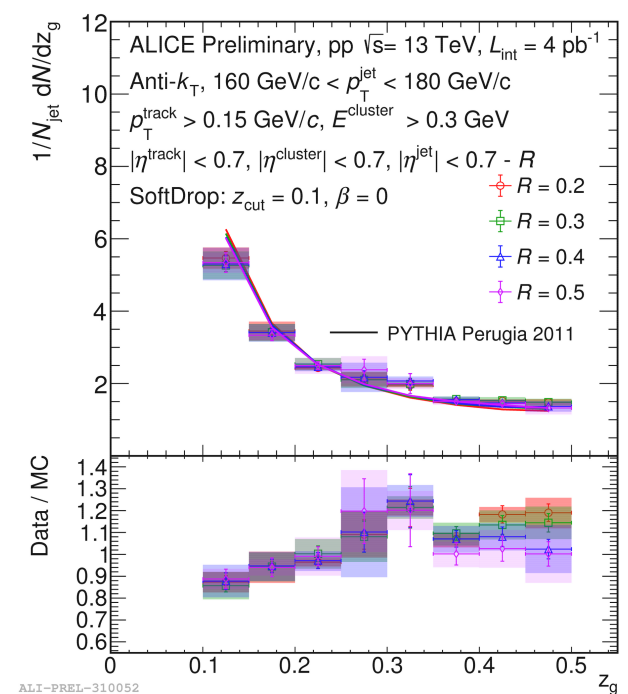 12
ALICE Preliminary, pp √s= 13 TeV, L_int = 4 pb⁻¹
1/N_jet dN/dz_g
10
Anti-k_T, 160 GeV/c < p_T^jet < 180 GeV/c
p_T^track > 0.15 GeV/c, E^cluster > 0.3 GeV
8
|η^track| < 0.7, |η^cluster| < 0.7, |η^jet| < 0.7 - R
SoftDrop: z_cut = 0.1, β = 0
R = 0.2
R = 0.3
6
R = 0.4
R = 0.5
4
PYTHIA Perugia 2011
2
Data / MC
1.4
1.3
1.2
1.1
1
0.9
0.8
0.7
0.6
0 0.1 0.2 0.3 0.4 0.5
z_g
ALI-PREL-310052